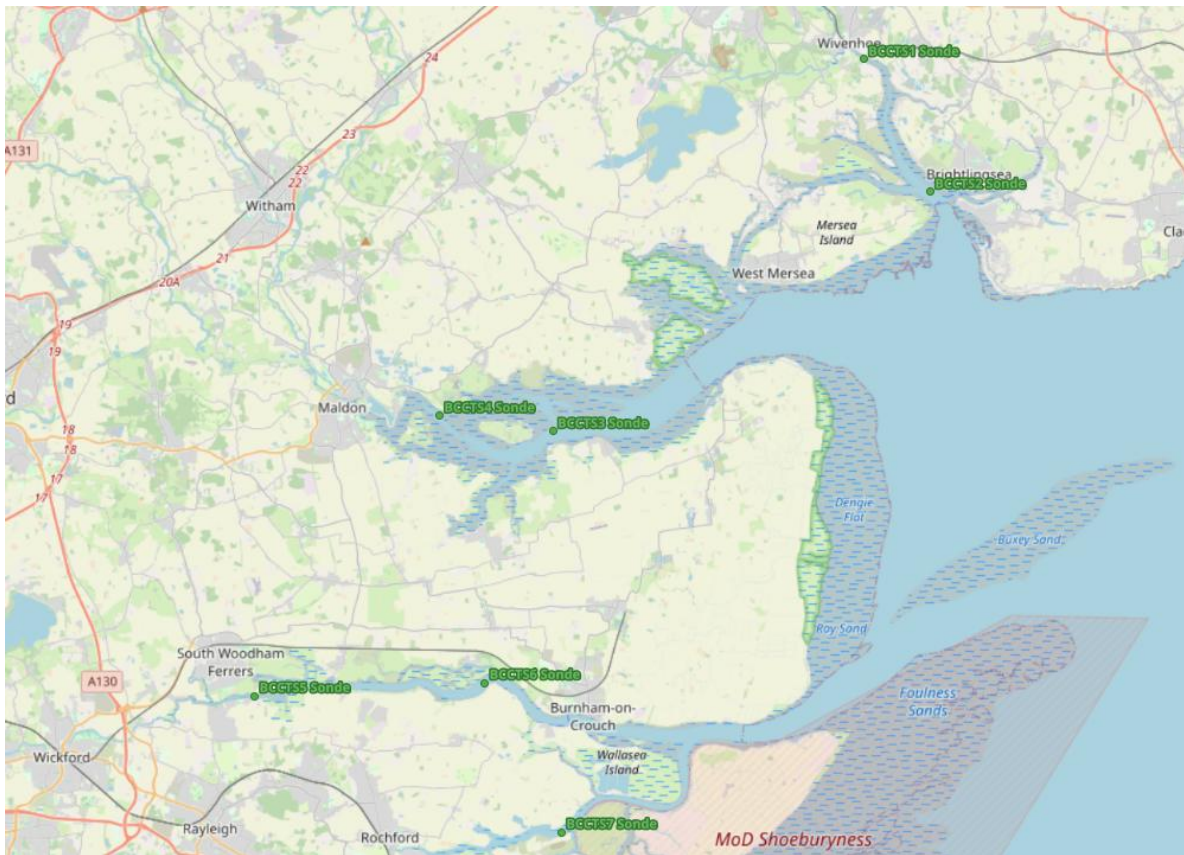 Wivenhoe
BCCTS1 Sonde
24
A131
23
22
22
Witham
Brightlingsea
BCCTS2 Sonde
Mersea
Island
Cla
21
West Mersea
20A
19
19
d
Maldon
BCCTS4 Sonde
BCCTS3 Sonde
18
18
17
17
Dengie
Flat
Buxey Sand
Ray Sand
South Woodham
Ferrers
BCCTS6 Sonde
A130
BCCTS5 Sonde
Foulness
Sands
Burnham-on-
Crouch
Wickford
Wallasea
Island
Rayleigh
Rochford
BCCTS7 Sonde
MoD Shoeburyness